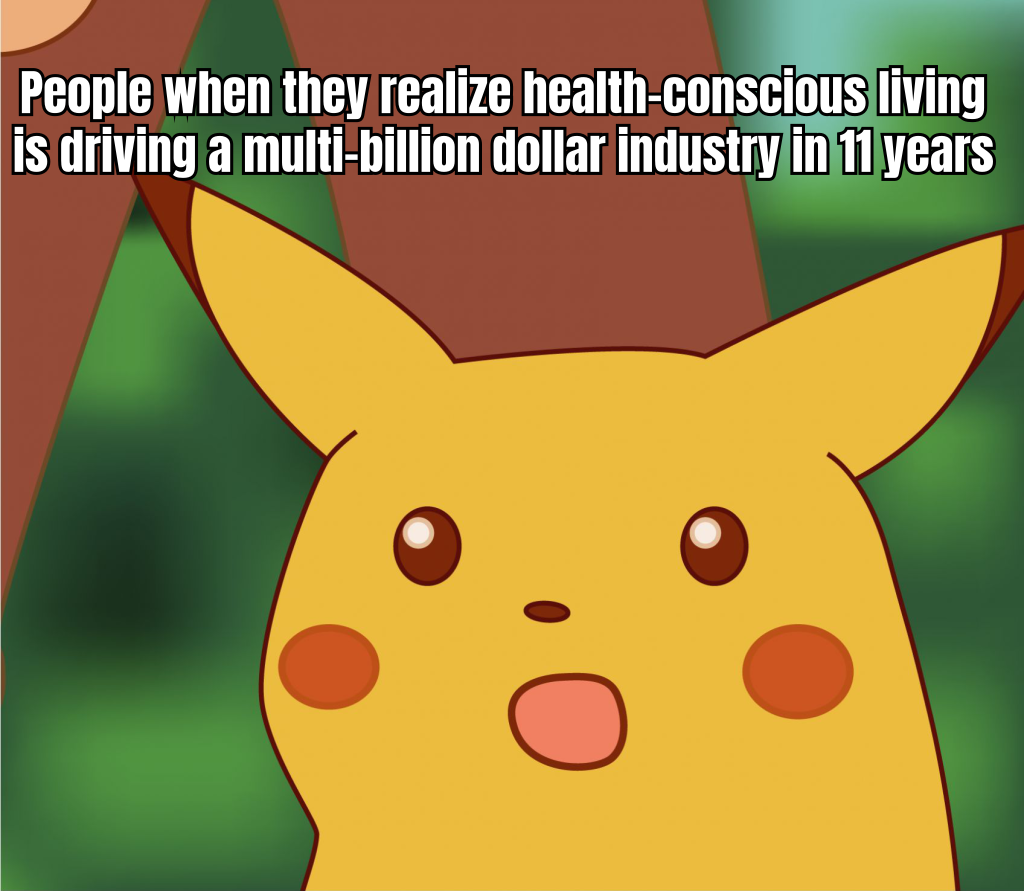 People when they realize health-conscious living
is driving a multi-billion dollar industry in 11 years